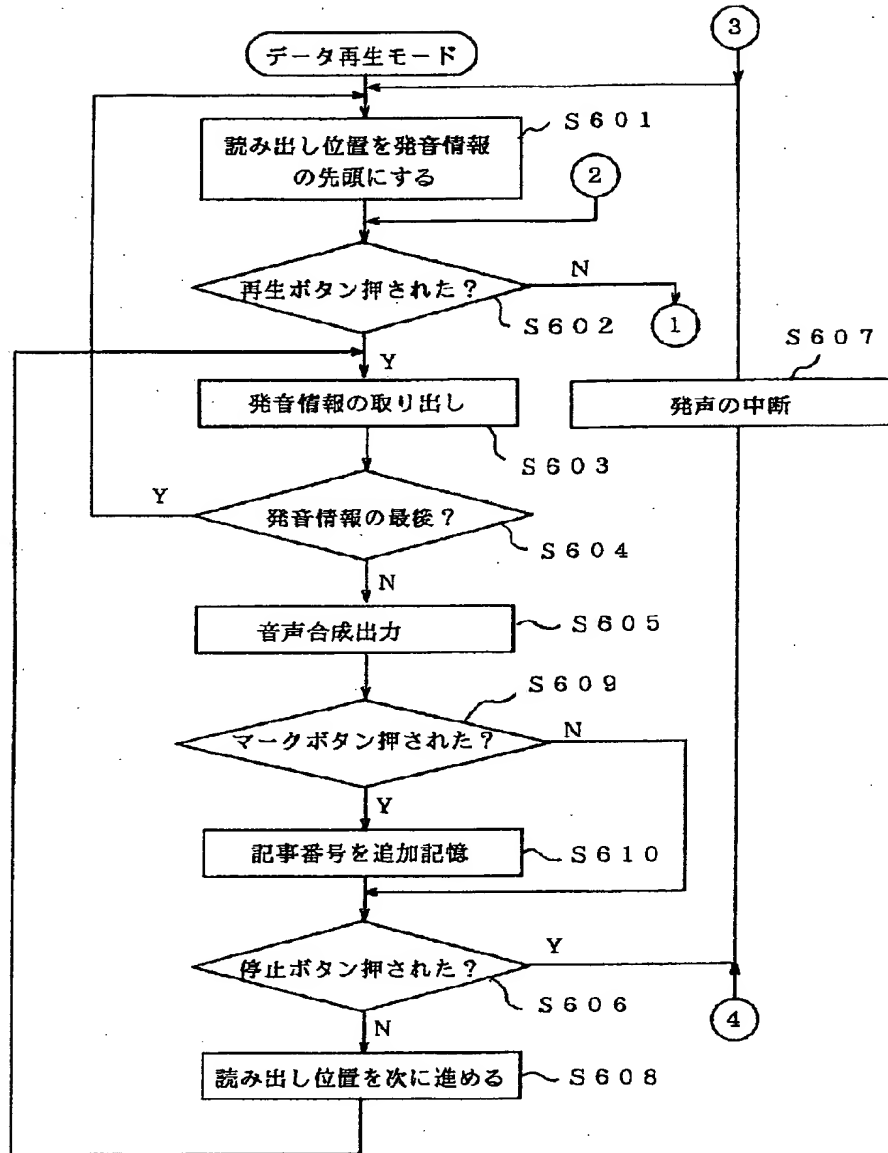 データ再生モード
③
S601
読み出し位置を発音情報
の先頭にする
②
再生ボタン押された?
N
S602
①
Y
S607
発音情報の取り出し
発声の中断
S603
Y
発音情報の最後?
S604
N
音声合成出力
S605
S609
マークボタン押された?
N
Y
記事番号を追加記憶
S610
停止ボタン押された?
Y
S606
④
N
読み出し位置を次に進める
S608